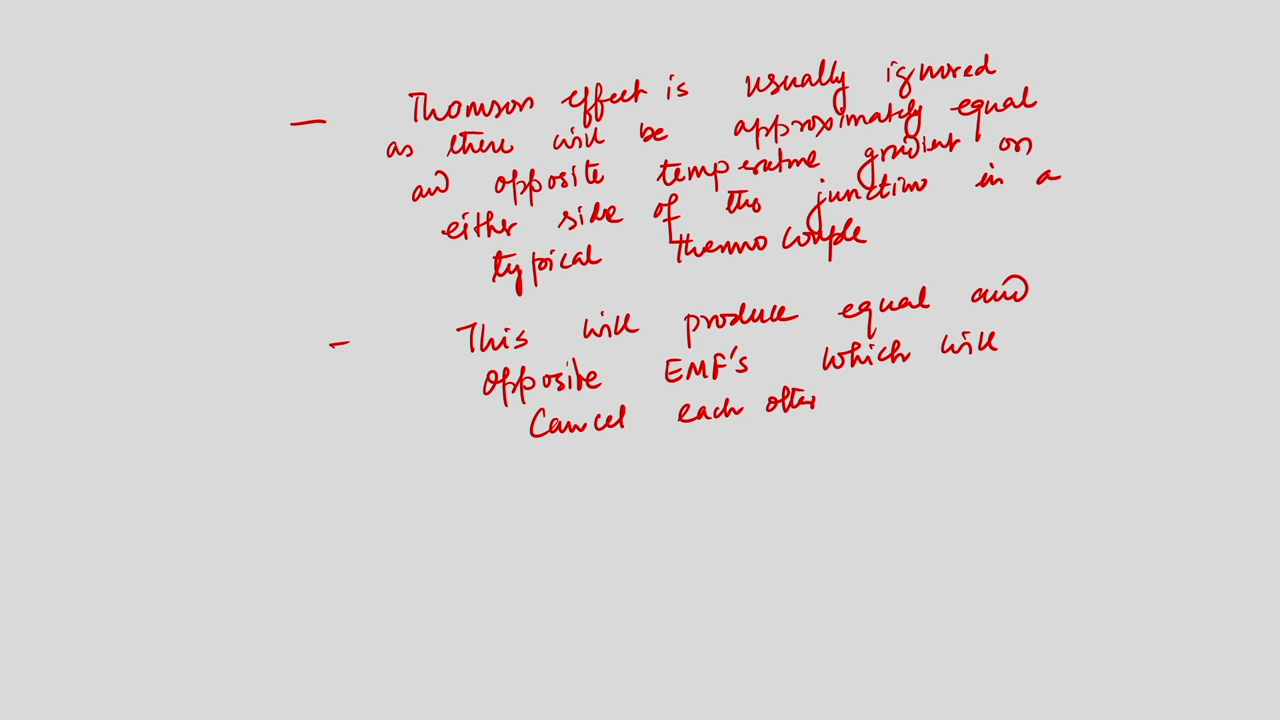 — Thomson effect is usually ignored
as there will be approximately equal
and opposite temperature gradient on
either side of the junction in a
typical thermo couple
- This will produce equal and
opposite EMF's which will
Cancel each other